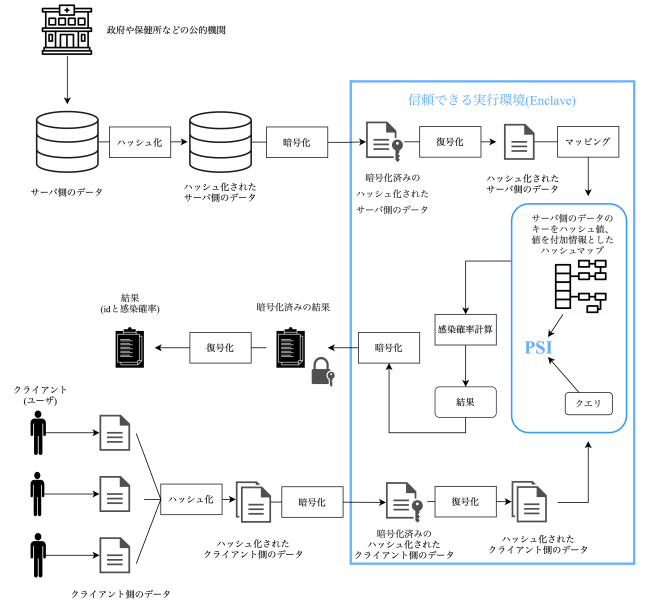 政府や保健所などの公的機関
信頼できる実行環境(Enclave)
ハッシュ化
暗号化
復号化
マッピング
サーバ側のデータ
ハッシュ化された
サーバ側のデータ
暗号化済みの
ハッシュ化された
サーバ側のデータ
ハッシュ化された
サーバ側のデータ
サーバ側のデータの
キーをハッシュ値、
値を付加情報とした
ハッシュマップ
PSI
クエリ
感染確率計算
結果
暗号化
暗号化済みの結果
復号化
結果
(idと感染確率)
クライアント
(ユーザ)
ハッシュ化
暗号化
復号化
ハッシュ化された
クライアント側のデータ
暗号化済みの
ハッシュ化された
クライアント側のデータ
ハッシュ化された
クライアント側のデータ
クライアント側のデータ